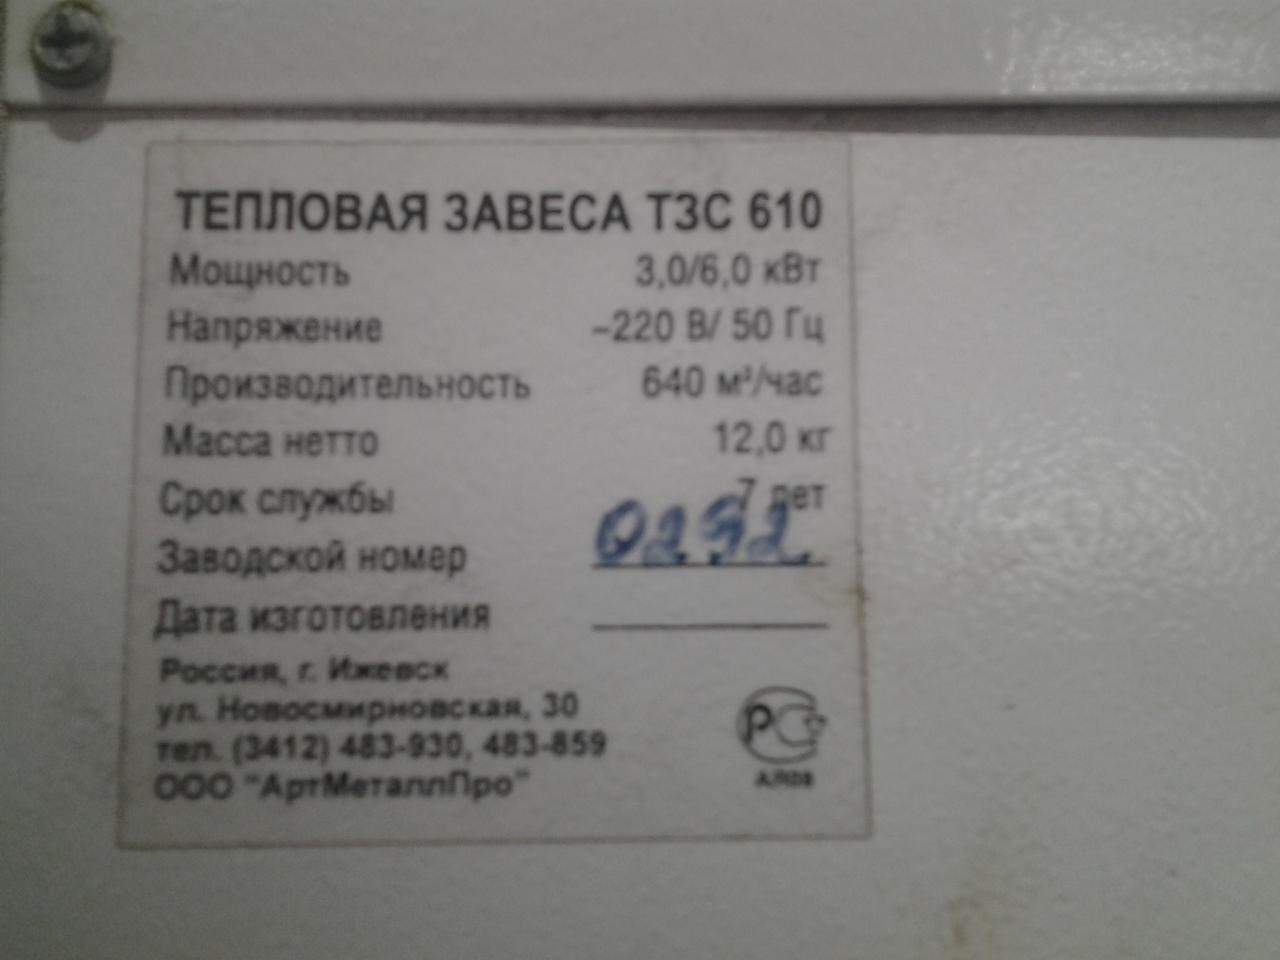 ТЕПЛОВАЯ ЗАВЕСА ТЗС 610
Мощность 3,0/6,0 кВт
Напряжение ~220 В/ 50 Гц
Производительность 640 м³/час
Масса нетто 12,0 кг
Срок службы 7 лет
Заводской номер
Дата изготовления
Россия, г. Ижевск
ул. Новосмирновская, 30
тел. (3412) 483-930, 483-859
ООО "АртМеталлПро"